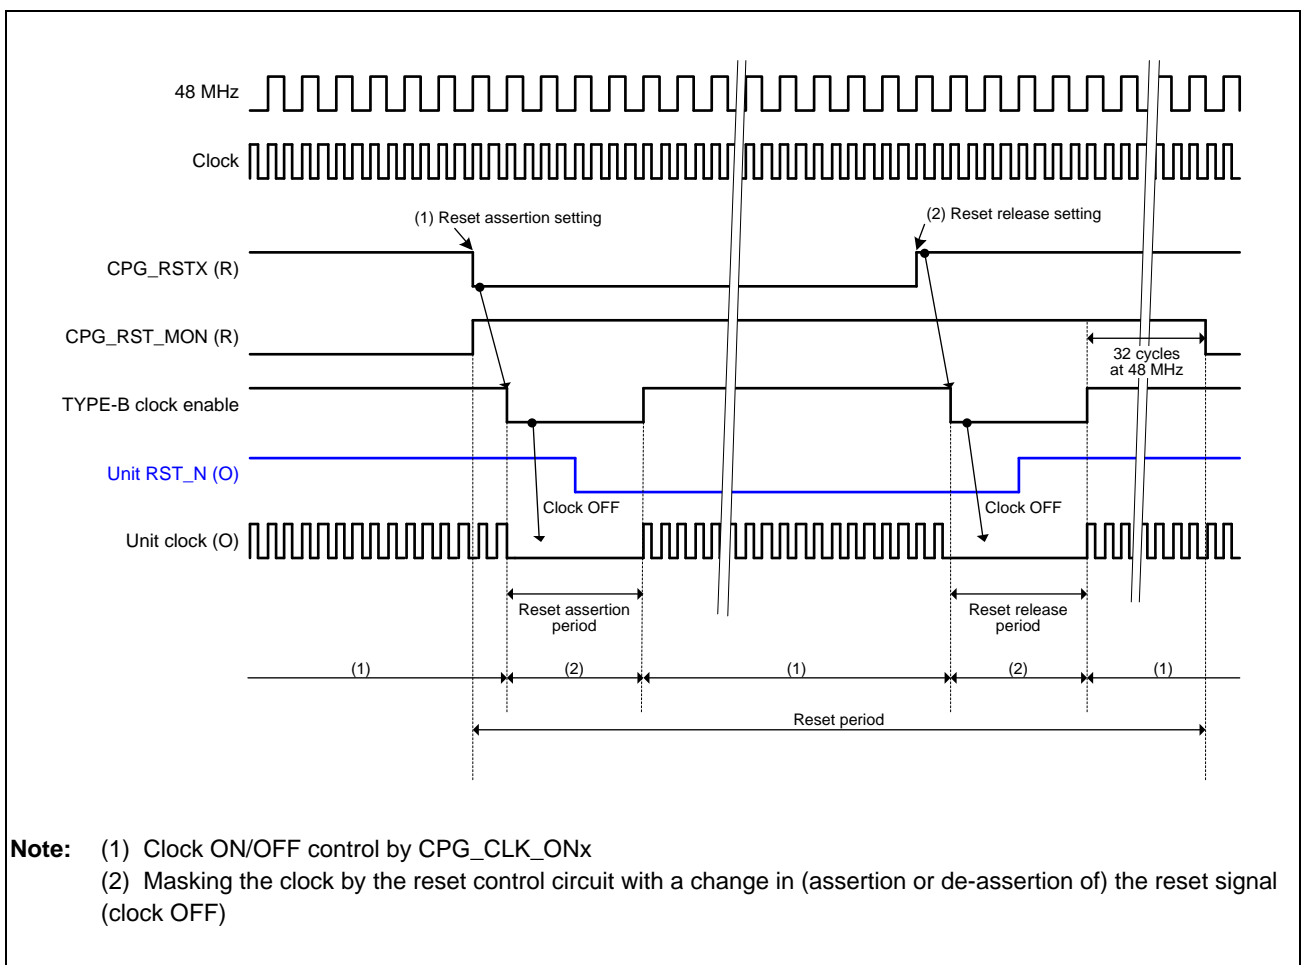 48 MHz
Clock
(1) Reset assertion setting
(2) Reset release setting
CPG_RSTX (R)
CPG_RST_MON (R)
32 cycles
at 48 MHz
TYPE-B clock enable
Unit RST_N (O)
Clock OFF
Clock OFF
Unit clock (O)
Reset assertion
period
Reset release
period
(1)
(2)
(1)
(2)
(1)
Reset period
Note: (1) Clock ON/OFF control by CPG_CLK_ONx
(2) Masking the clock by the reset control circuit with a change in (assertion or de-assertion of) the reset signal
(clock OFF)